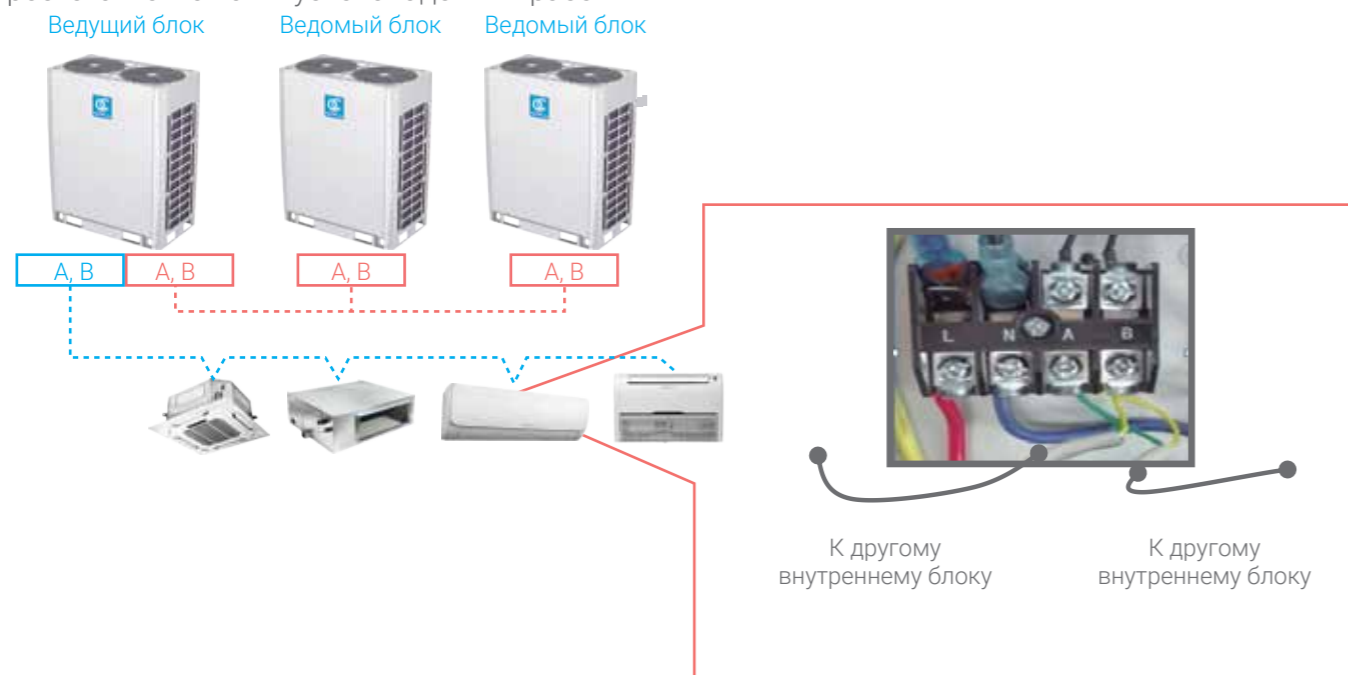 Ведущий блок
Ведомый блок
Ведомый блок
A, B
A, B
A, B
A, B
L N A B
К другому
внутреннему блоку
К другому
внутреннему блоку